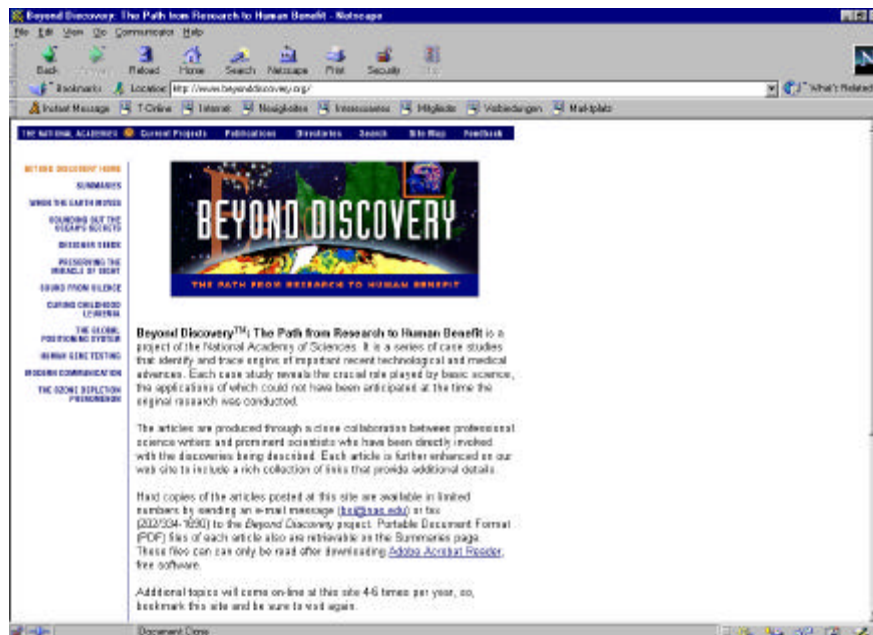 Beyond Discovery: The Path from Research to Human Benefit - Netscape
File Edit View Go Communicator Help
Back Reload Home Search Netscape Print Security
Bookmarks Location: http://www.beyonddiscovery.org/ What's Related
Instant Message T-Online Internet Neuigkeiten Interessantes Mitglieder Verbindungen Marktplatz
THE NATIONAL ACADEMIES Current Projects Publications Directories Search Site Map Feedback
BEYOND DISCOVERY HOME
SUMMARIES
WHEN THE EARTH MOVES
SOUNDING OUT THE
OCEAN'S SECRETS
DESIGNER SEEDS
PRESERVING THE
MIRACLE OF SIGHT
SOUND FROM SILENCE
CURING CHILDHOOD
LEUKEMIA
THE GLOBAL
POSITIONING SYSTEM
HUMAN GENE TESTING
MODERN COMMUNICATION
THE OZONE DEPLETION
PHENOMENON
BEYOND DISCOVERY
THE PATH FROM RESEARCH TO HUMAN BENEFIT
Beyond Discovery™: The Path from Research to Human Benefit is a
project of the National Academy of Sciences. It is a series of case studies
that identify and trace origins of important recent technological and medical
advances. Each case study reveals the crucial role played by basic science,
the applications of which could not have been anticipated at the time the
original research was conducted.
The articles are produced through a close collaboration between professional
science writers and prominent scientists who have been directly involved
with the discoveries being described. Each article is further enhanced on our
web site to include a rich collection of links that provide additional details.
Hard copies of the articles posted at this site are available in limited
numbers by sending an e-mail message (bsi@nas.edu) or fax
(202/334-1690) to the Beyond Discovery project. Portable Document Format
(PDF) files of each article also are retrievable on the Summaries page.
These files can can only be read after downloading Adobe Acrobat Reader,
free software.
Additional topics will come on-line at this site 4-6 times per year, so,
bookmark this site and be sure to visit again.
Document: Done